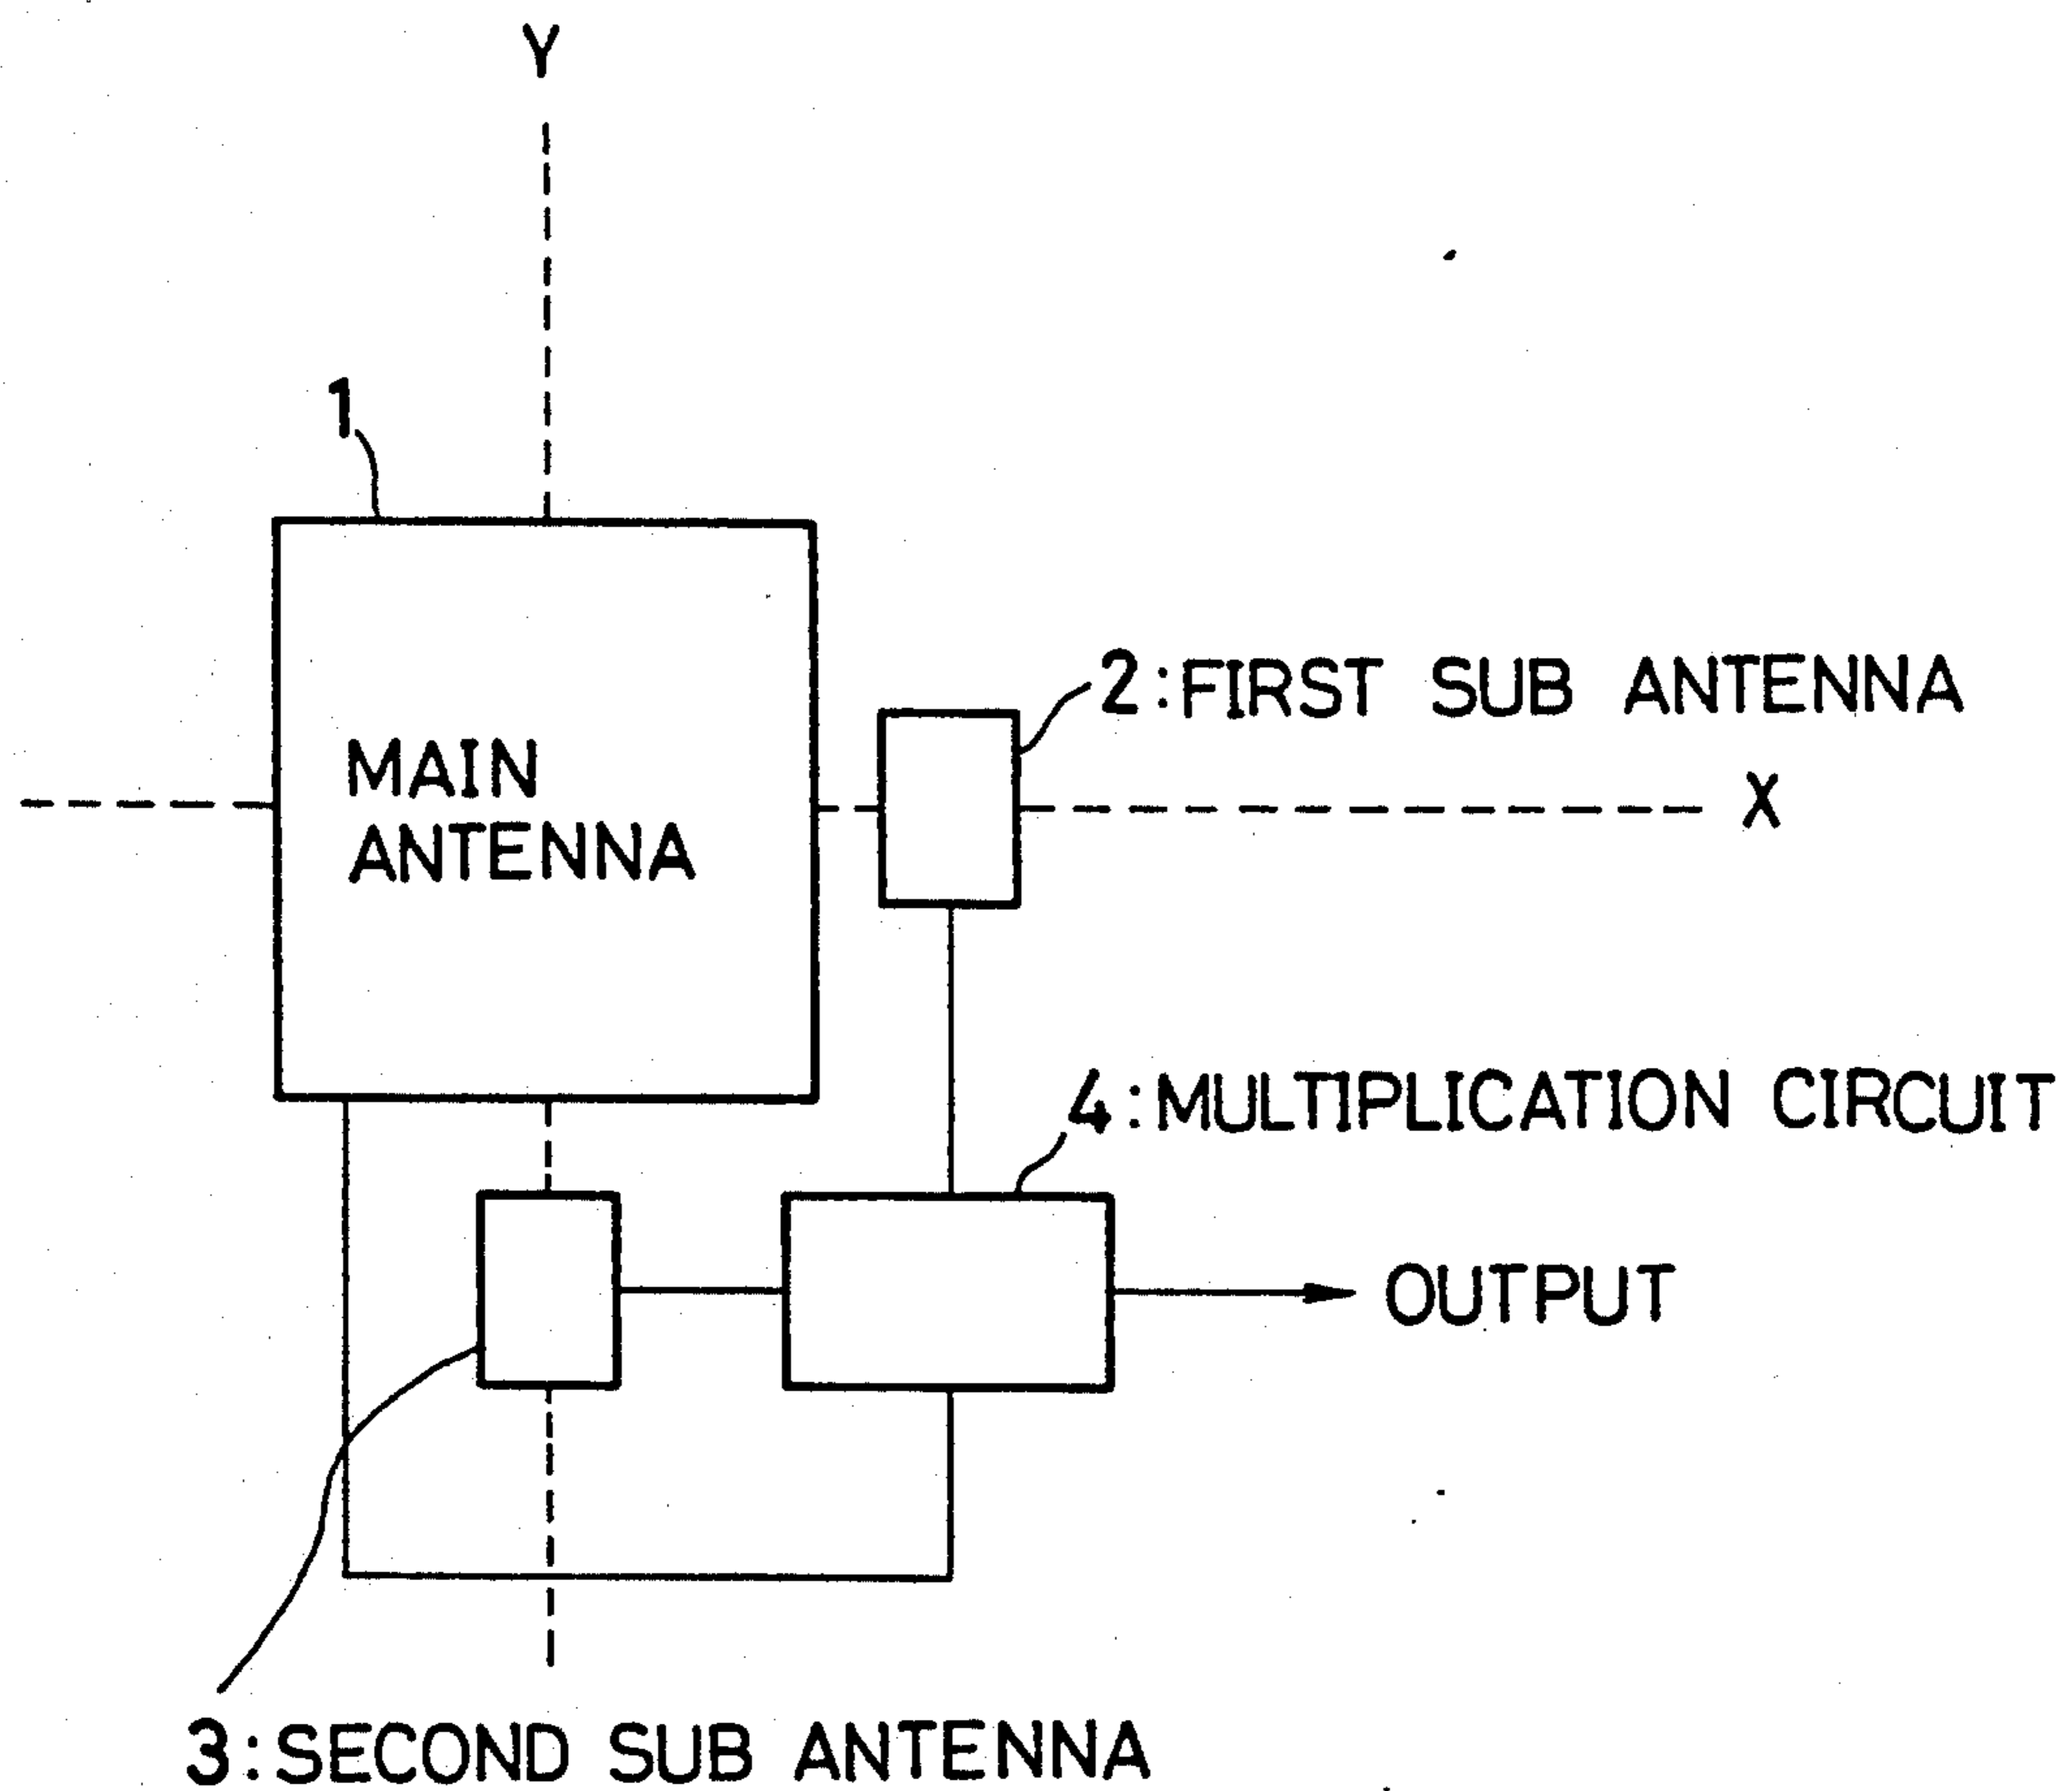 Y
1
MAIN
ANTENNA
2:FIRST SUB ANTENNA
X
4:MULTIPLICATION CIRCUIT
OUTPUT
3:SECOND SUB ANTENNA